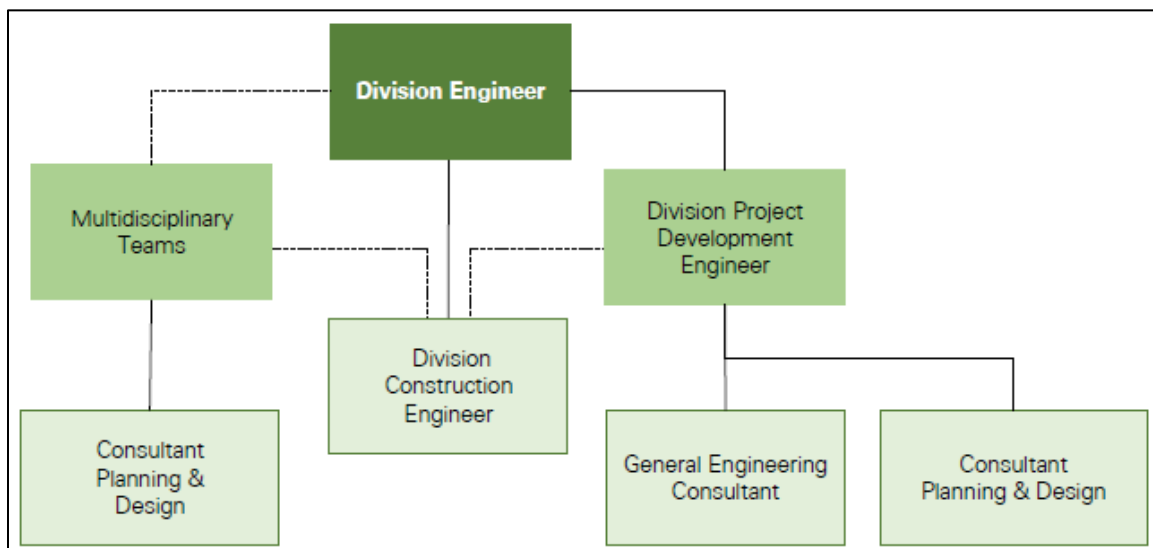 Division Engineer
Multidisciplinary
Teams
Division Project
Development
Engineer
Division
Construction
Engineer
Consultant
Planning &
Design
General Engineering
Consultant
Consultant
Planning & Design